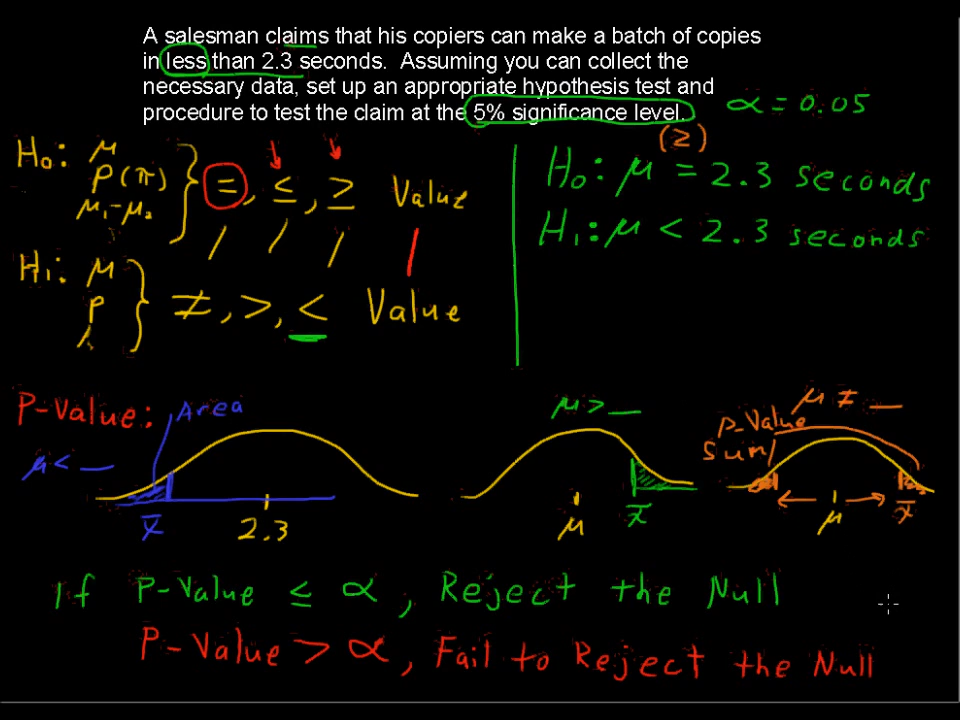 A salesman claims that his copiers can make a batch of copies
in less than 2.3 seconds. Assuming you can collect the
necessary data, set up an appropriate hypothesis test and
procedure to test the claim at the 5% significance level.
α = 0.05
H₀: μ
P(π)
μ₁-μ₂
=, ≤, ≥ Value
H₁: μ
P
≠, >, < Value
(≥)
H₀: μ = 2.3 seconds
H₁: μ < 2.3 seconds
P-Value:
Area
μ < __
x̄
2.3
μ > __
μ
x̄
μ ≠ __
p-Value
Sum
μ
x̄
If P-Value ≤ α, Reject the Null
P-Value > α, Fail to Reject the Null